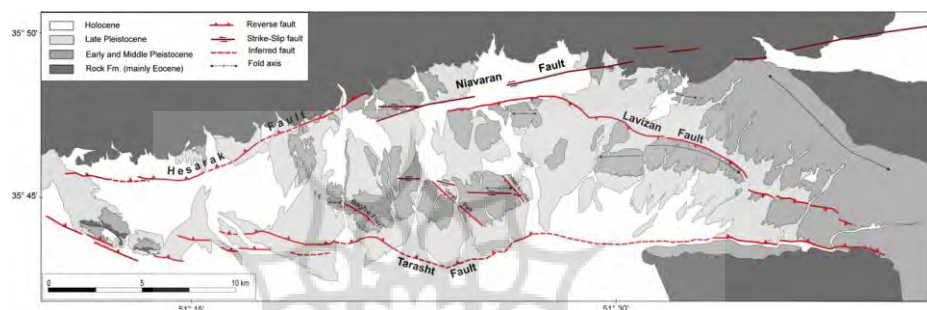 35° 50'
Holocene
Late Pleistocene
Early and Middle Pleistocene
Rock Fm. (mainly Eocene)
Reverse fault
Strike-Slip fault
Inferred fault
Fold axis
Niavaran Fault
Hesarak Fault
Lavizan Fault
35° 45'
Tarasht Fault
0 5 10 km
51° 15'
51° 30'